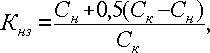 Кнз = (Сн + 0,5(Ск – Сн)) / Ск,